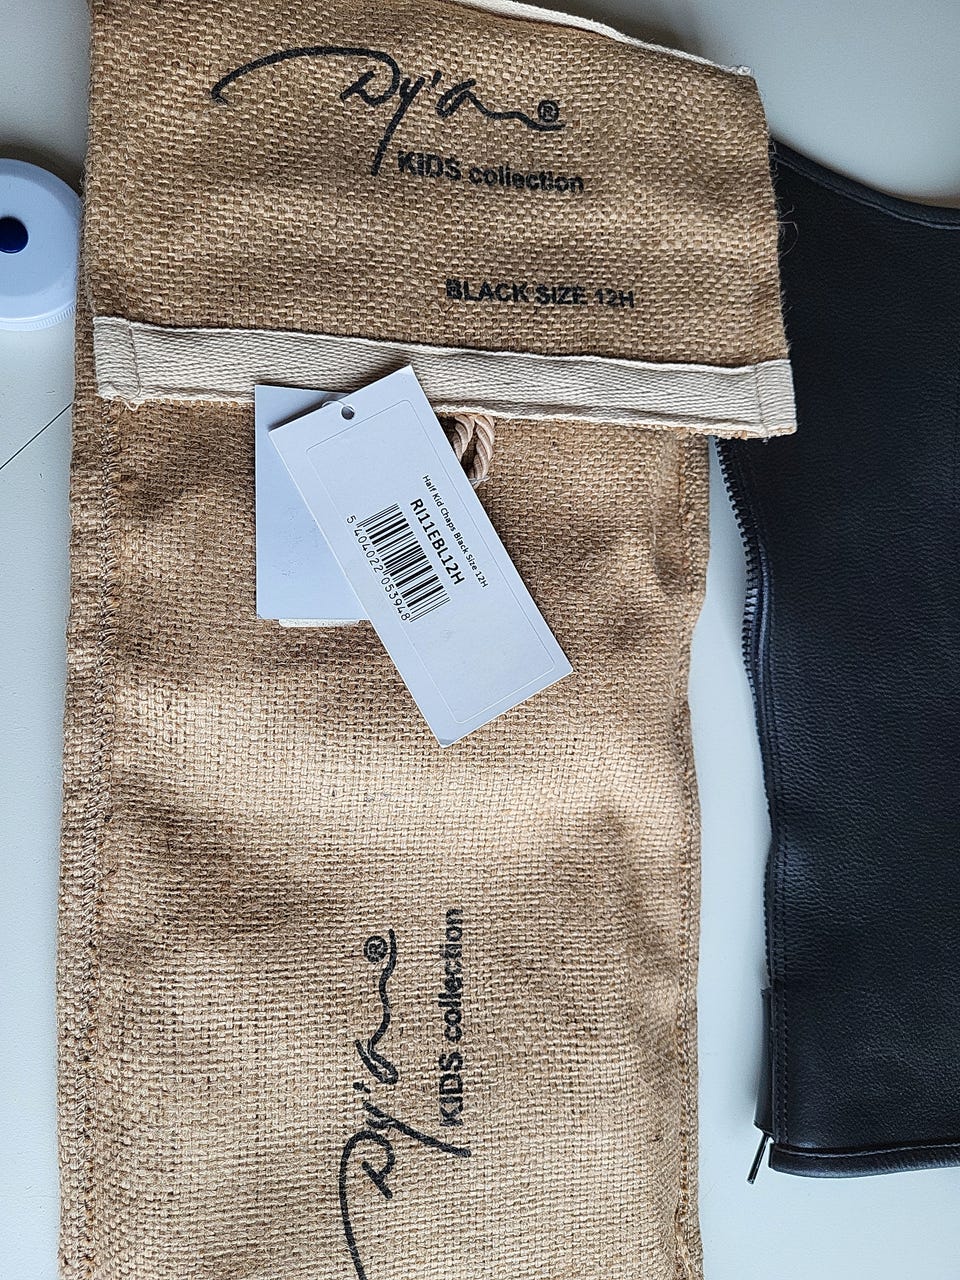 Dy'on®
KIDS collection
BLACK SIZE 12H
Half Kid Chaps Black Size 12H
RI11EBL12H
5 404022 053948
Dy'on®
KIDS collection